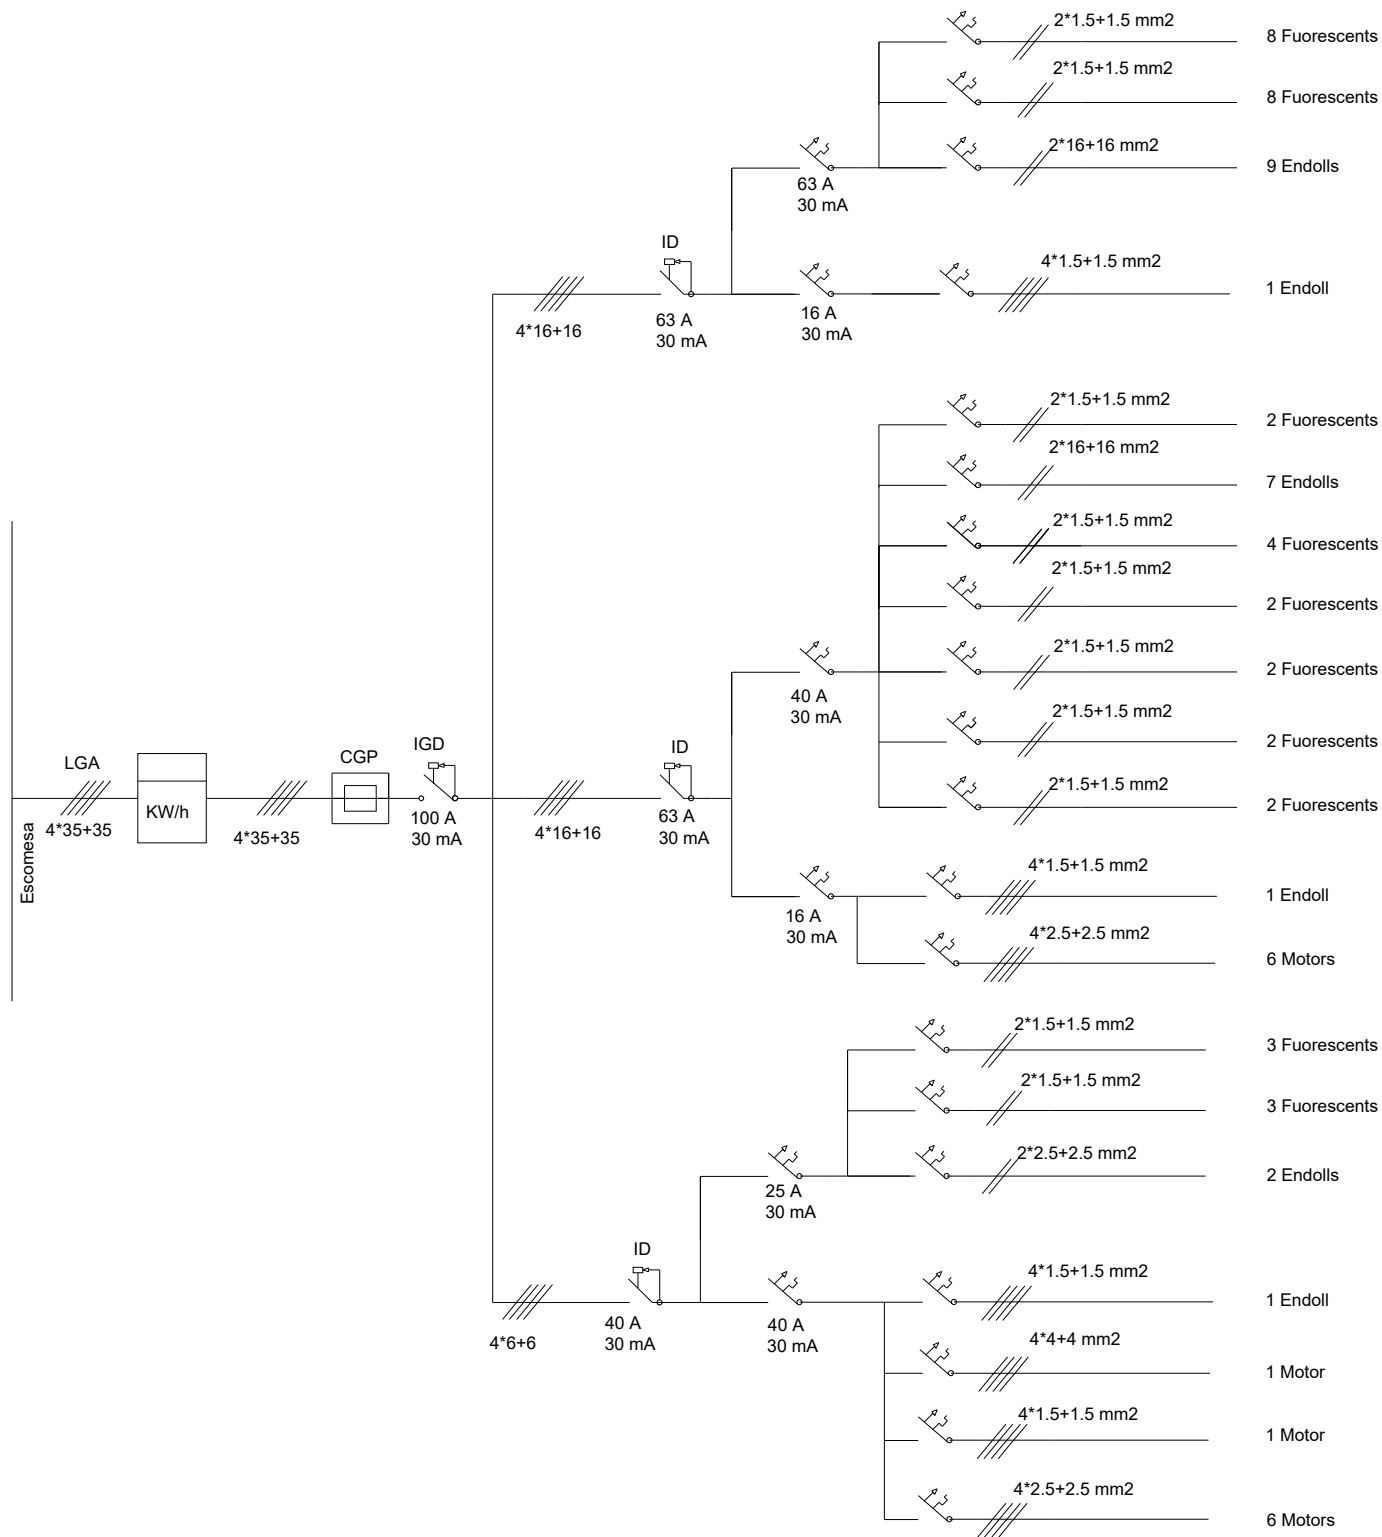 2*1.5+1.5 mm2
8 Fuorescents
2*1.5+1.5 mm2
8 Fuorescents
2*16+16 mm2
9 Endolls
63 A
30 mA
ID
4*1.5+1.5 mm2
1 Endoll
4*16+16
63 A
30 mA
16 A
30 mA
2*1.5+1.5 mm2
2 Fuorescents
2*16+16 mm2
7 Endolls
2*1.5+1.5 mm2
4 Fuorescents
2*1.5+1.5 mm2
2 Fuorescents
2*1.5+1.5 mm2
2 Fuorescents
40 A
30 mA
2*1.5+1.5 mm2
2 Fuorescents
2*1.5+1.5 mm2
2 Fuorescents
Escomesa
LGA
4*35+35
KW/h
4*35+35
CGP
IGD
100 A
30 mA
4*16+16
ID
63 A
30 mA
4*1.5+1.5 mm2
1 Endoll
16 A
30 mA
4*2.5+2.5 mm2
6 Motors
2*1.5+1.5 mm2
3 Fuorescents
2*1.5+1.5 mm2
3 Fuorescents
2*2.5+2.5 mm2
2 Endolls
25 A
30 mA
ID
4*6+6
40 A
30 mA
40 A
30 mA
4*1.5+1.5 mm2
1 Endoll
4*4+4 mm2
1 Motor
4*1.5+1.5 mm2
1 Motor
4*2.5+2.5 mm2
6 Motors